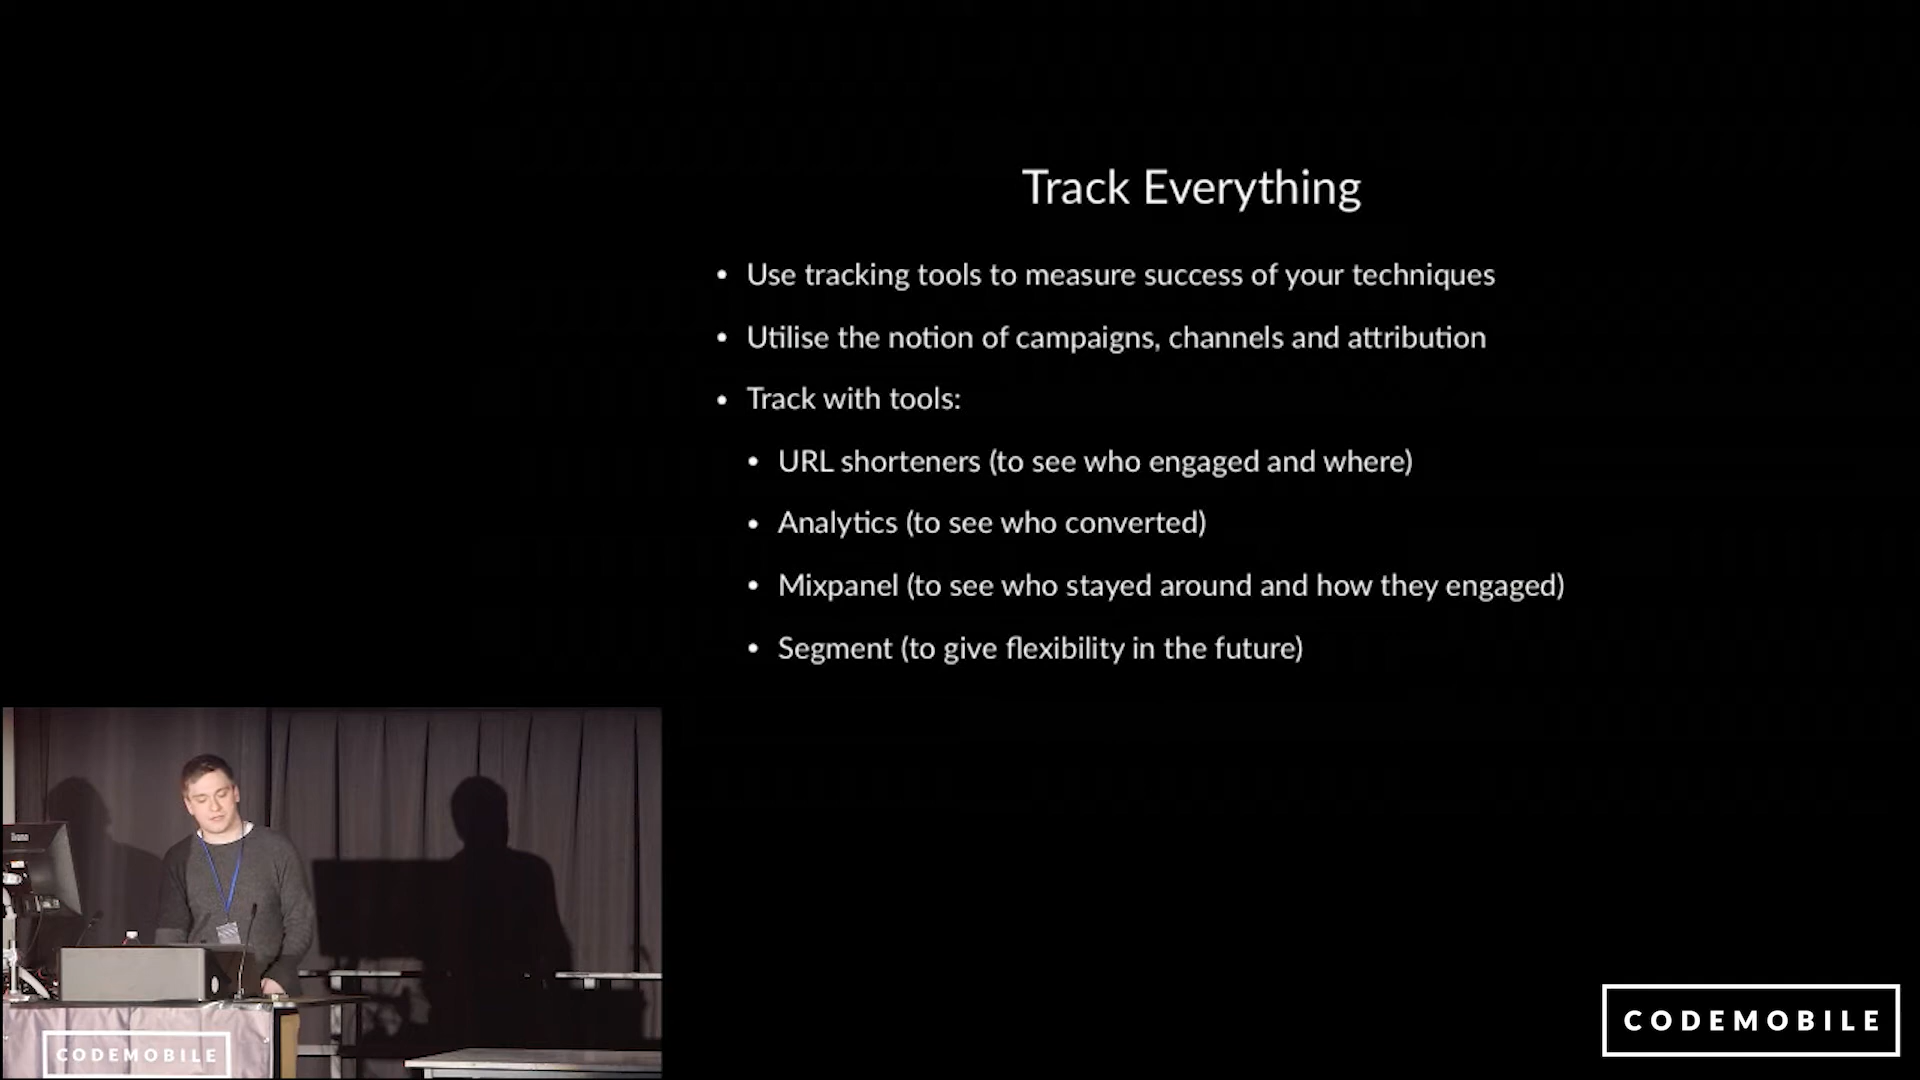 Track Everything
• Use tracking tools to measure success of your techniques
• Utilise the notion of campaigns, channels and attribution
• Track with tools:
• URL shorteners (to see who engaged and where)
• Analytics (to see who converted)
• Mixpanel (to see who stayed around and how they engaged)
• Segment (to give flexibility in the future)
CODEMOBILE
CODEMOBILE